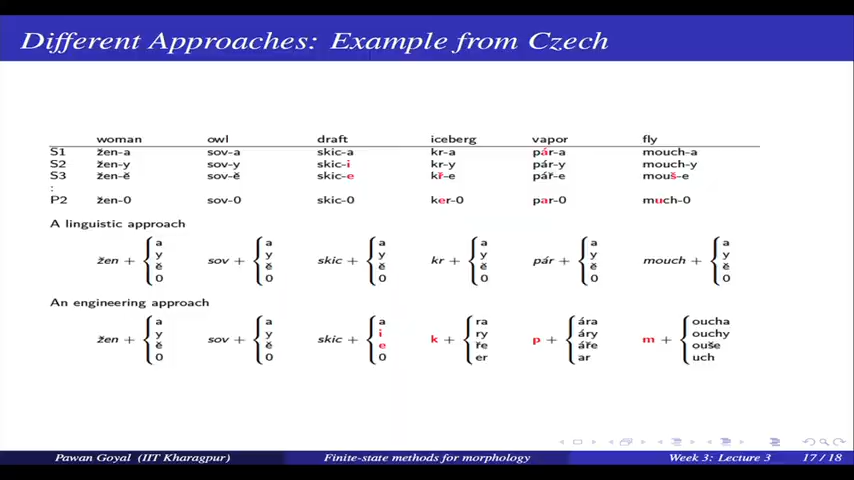 Different Approaches: Example from Czech
woman owl draft iceberg vapor fly
S1 žen-a sov-a skic-a kr-a pár-a mouch-a
S2 žen-y sov-y skic-i kr-y pár-y mouch-y
S3 žen-ě sov-ě skic-e kř-e pář-e mouš-e
:
P2 žen-0 sov-0 skic-0 ker-0 par-0 much-0
A linguistic approach
žen + { a y ě 0 sov + { a y ě 0 skic + { a y ě 0 kr + { a y ě 0 pár + { a y ě 0 mouch + { a y ě 0
An engineering approach
žen + { a y ě 0 sov + { a y ě 0 skic + { a i e 0 k + { ra ry ře er p + { ára áry áře ar m + { oucha ouchy ouše uch
Pawan Goyal (IIT Kharagpur) Finite-state methods for morphology Week 3: Lecture 3 17 / 18